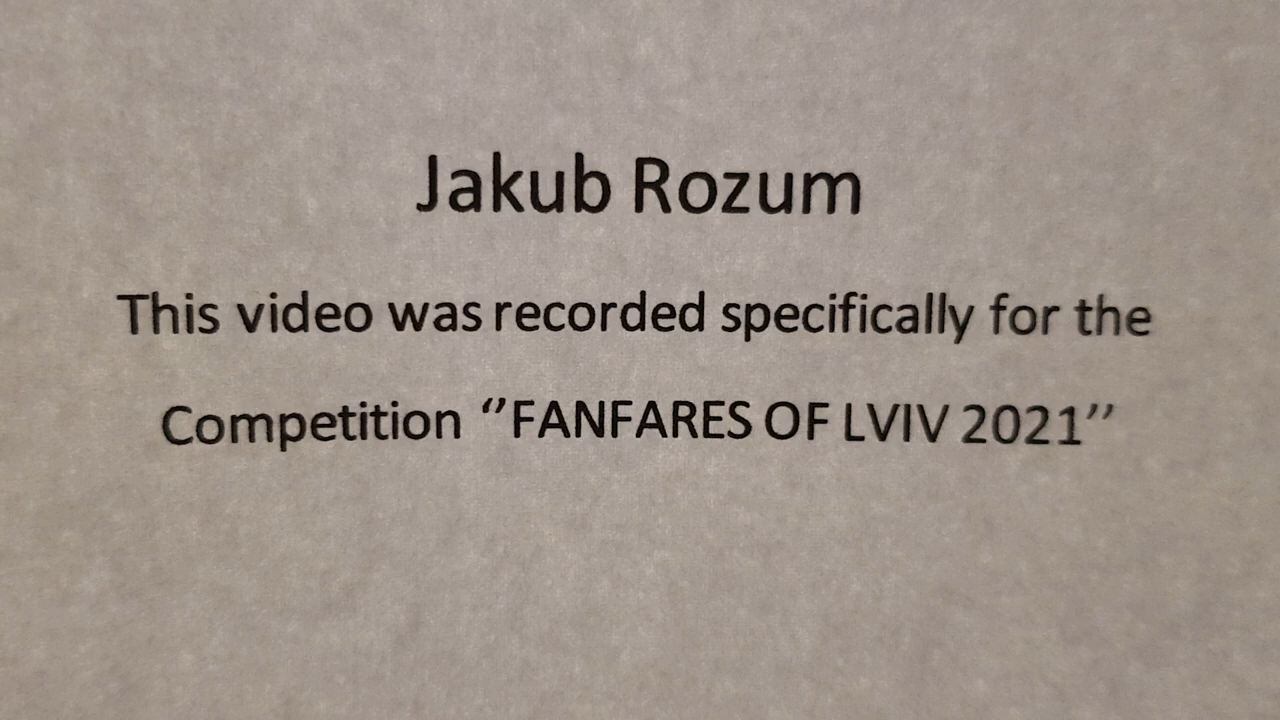 Jakub Rozum
This video was recorded specifically for the
Competition ‘’FANFARES OF LVIV 2021’’